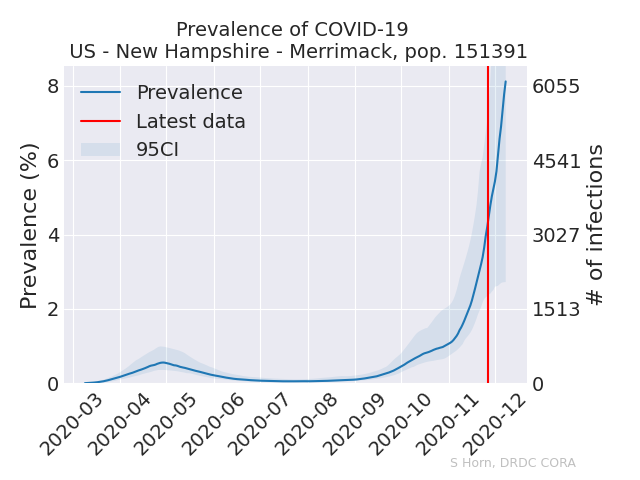 Prevalence of COVID-19
US - New Hampshire - Merrimack, pop. 151391
Prevalence
Latest data
95CI
Prevalence (%)
8
6
4
2
0
6055
4541
3027
1513
0
# of infections
2020-03
2020-04
2020-05
2020-06
2020-07
2020-08
2020-09
2020-10
2020-11
2020-12
S Horn, DRDC CORA